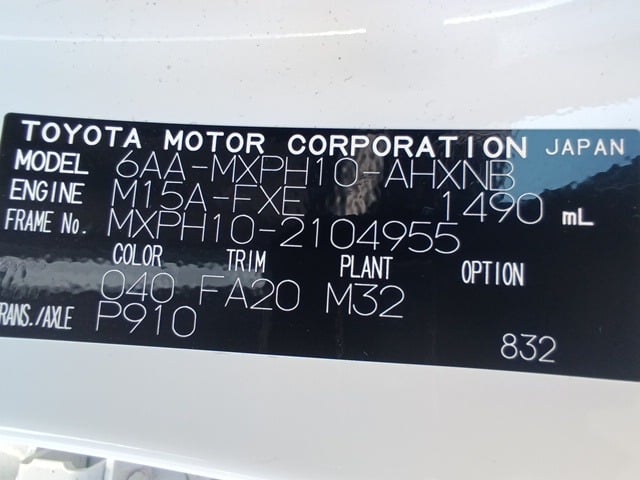 TOYOTA MOTOR CORPORATION JAPAN
MODEL 6AA-MXPH10-AHXNB
ENGINE M15A-FXE 1490 mL
FRAME No. MXPH10-2104955
COLOR TRIM PLANT OPTION
040 FA20 M32
RANS./AXLE P910
832